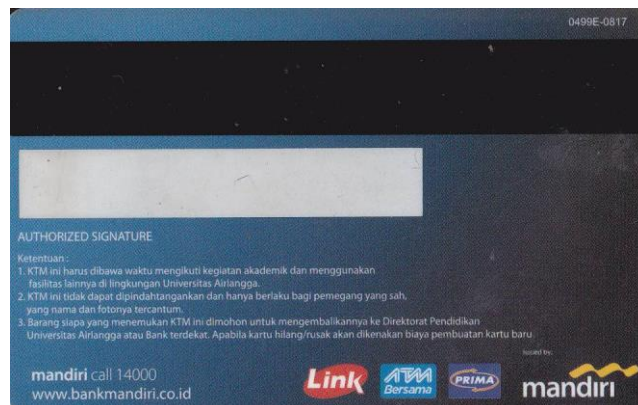 0499E-0817
AUTHORIZED SIGNATURE
Ketentuan :
1. KTM ini harus dibawa waktu mengikuti kegiatan akademik dan menggunakan
fasilitas lainnya di lingkungan Universitas Airlangga.
2. KTM ini tidak dapat dipindahtangankan dan hanya berlaku bagi pemegang yang sah,
yang nama dan fotonya tercantum.
3. Barang siapa yang menemukan KTM ini dimohon untuk mengembalikannya ke Direktorat Pendidikan
Universitas Airlangga atau Bank terdekat. Apabila kartu hilang/rusak akan dikenakan biaya pembuatan kartu baru.
mandiri call 14000
www.bankmandiri.co.id
Link
ATM
Bersama
PRIMA
issued by:
mandiri